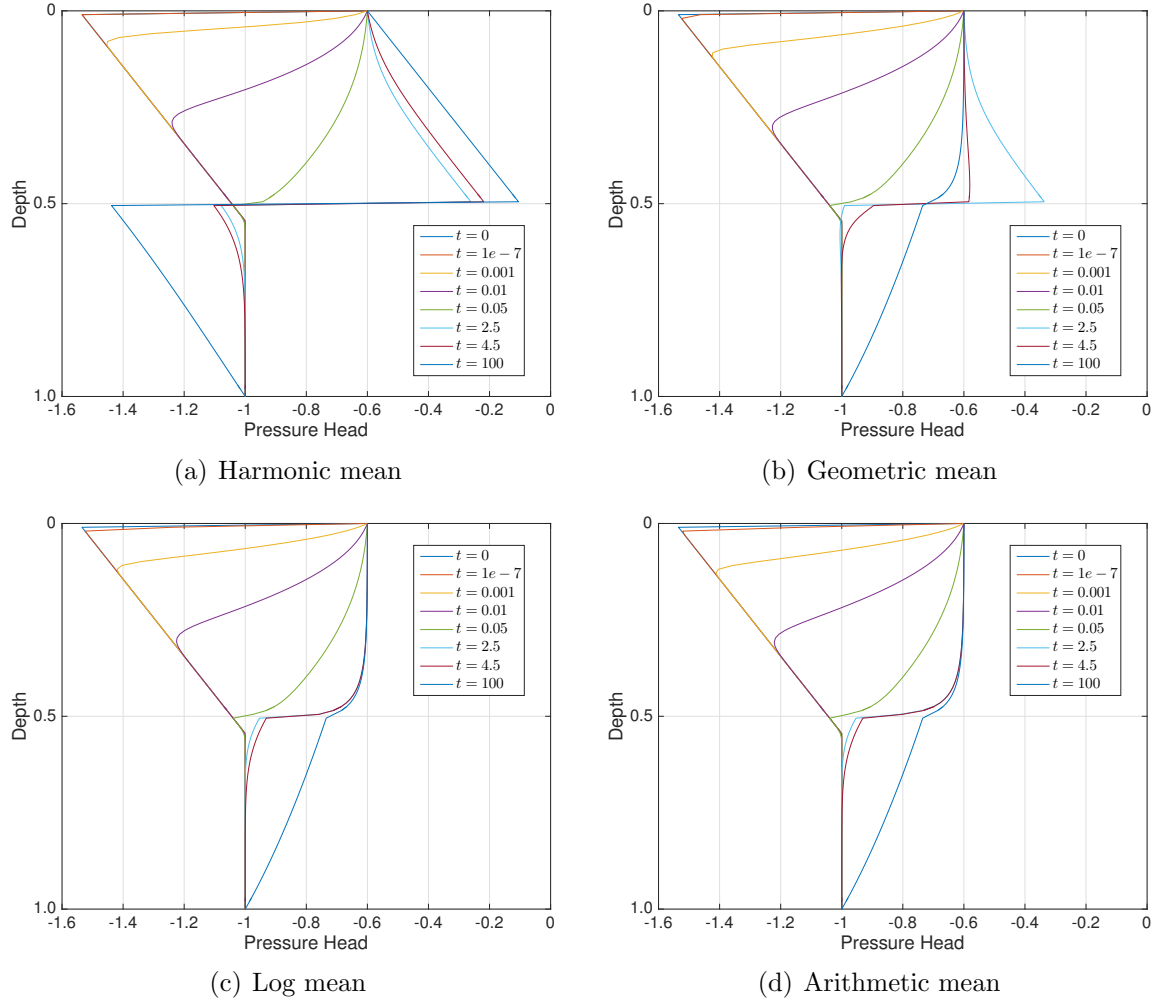 0
0.5
1.0
Depth
-1.6 -1.4 -1.2 -1 -0.8 -0.6 -0.4 -0.2 0
Pressure Head
t = 0
t = 1e − 7
t = 0.001
t = 0.01
t = 0.05
t = 2.5
t = 4.5
t = 100
(a) Harmonic mean
0
0.5
1.0
Depth
-1.6 -1.4 -1.2 -1 -0.8 -0.6 -0.4 -0.2 0
Pressure Head
t = 0
t = 1e − 7
t = 0.001
t = 0.01
t = 0.05
t = 2.5
t = 4.5
t = 100
(b) Geometric mean
0
0.5
1.0
Depth
-1.6 -1.4 -1.2 -1 -0.8 -0.6 -0.4 -0.2 0
Pressure Head
t = 0
t = 1e − 7
t = 0.001
t = 0.01
t = 0.05
t = 2.5
t = 4.5
t = 100
(c) Log mean
0
0.5
1.0
Depth
-1.6 -1.4 -1.2 -1 -0.8 -0.6 -0.4 -0.2 0
Pressure Head
t = 0
t = 1e − 7
t = 0.001
t = 0.01
t = 0.05
t = 2.5
t = 4.5
t = 100
(d) Arithmetic mean